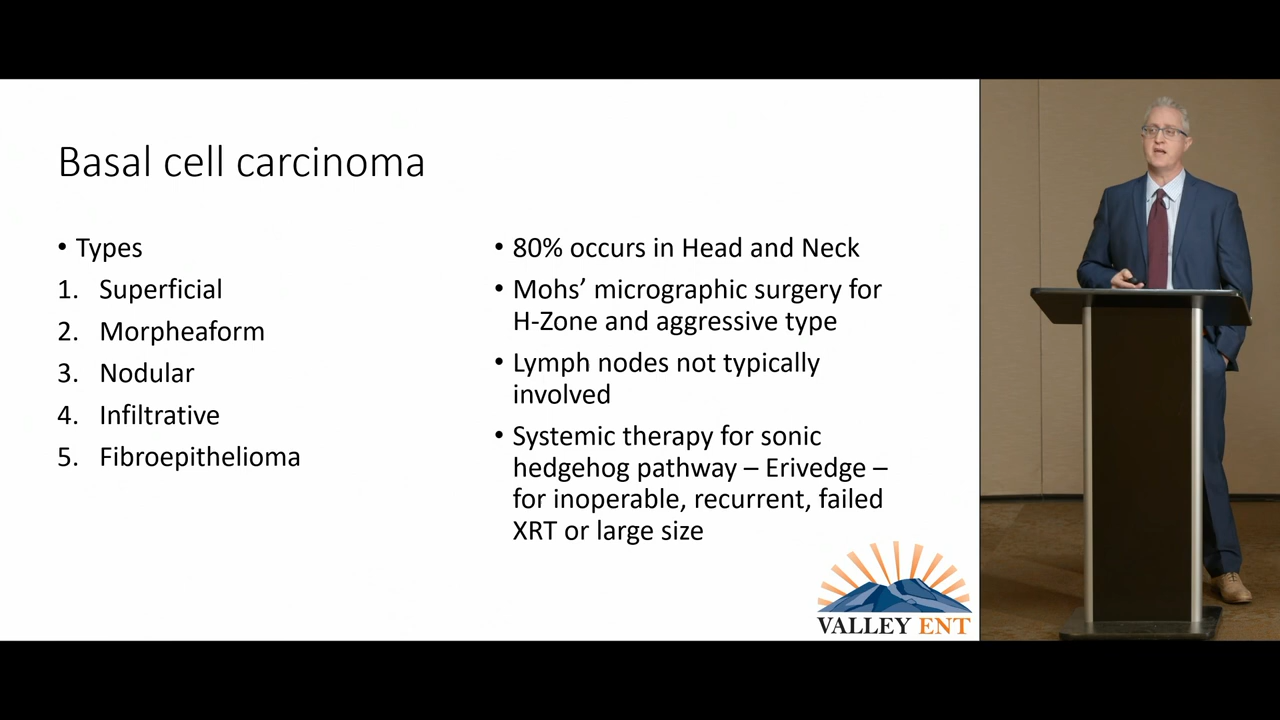 Basal cell carcinoma
• Types
1. Superficial
2. Morpheaform
3. Nodular
4. Infiltrative
5. Fibroepithelioma
• 80% occurs in Head and Neck
• Mohs’ micrographic surgery for
H-Zone and aggressive type
• Lymph nodes not typically
involved
• Systemic therapy for sonic
hedgehog pathway – Erivedge –
for inoperable, recurrent, failed
XRT or large size
VALLEY ENT